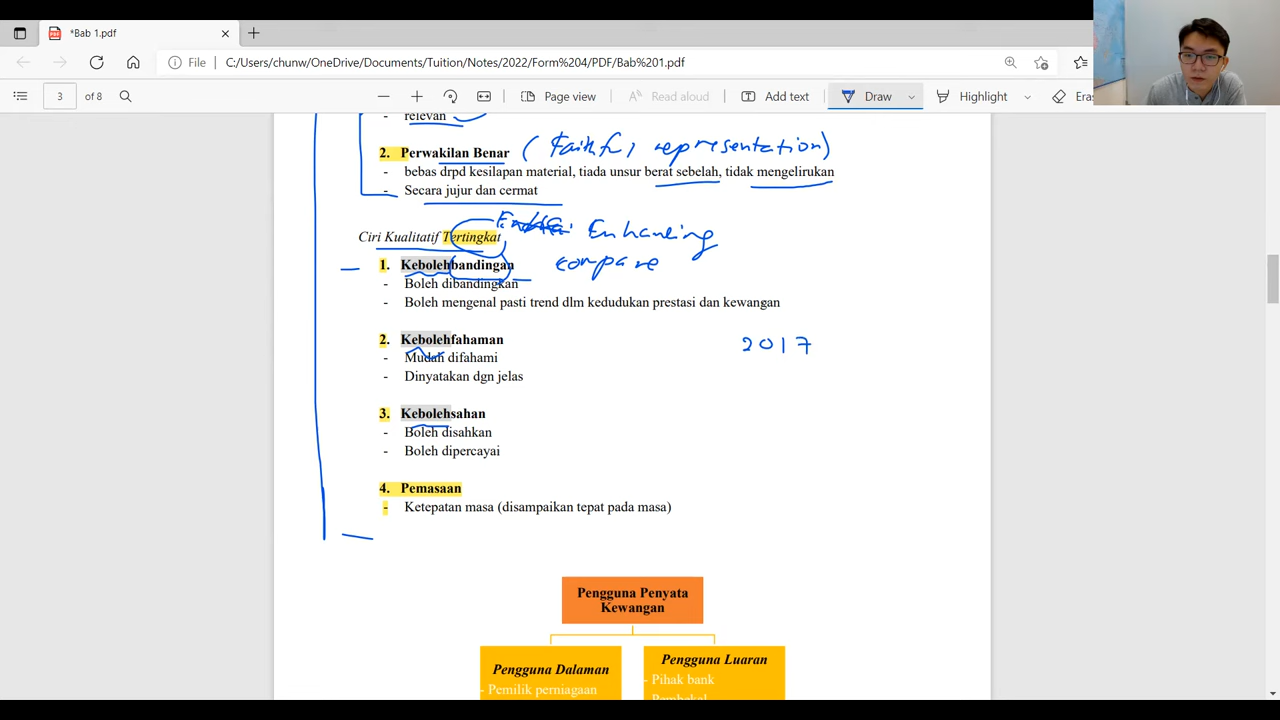 *Bab 1.pdf
File C:/Users/chunw/OneDrive/Documents/Tuition/Notes/2022/Form%204/PDF/Bab%201.pdf
3 of 8 Page view Read aloud Add text Draw Highlight Eras
- relevan
2. Perwakilan Benar (faithful representation)
- bebas drpd kesilapan material, tiada unsur berat sebelah, tidak mengelirukan
- Secara jujur dan cermat
Ciri Kualitatif Tertingkat Enhancing
1. Kebolehbandingan compare
- Boleh dibandingkan
- Boleh mengenal pasti trend dlm kedudukan prestasi dan kewangan
2. Kebolehfahaman
2017
- Mudah difahami
- Dinyatakan dgn jelas
3. Kebolehsahan
- Boleh disahkan
- Boleh dipercayai
4. Pemasaan
- Ketepatan masa (disampaikan tepat pada masa)
Pengguna Penyata
Kewangan
Pengguna Dalaman
- Pemilik perniagaan
Pengguna Luaran
- Pihak bank
- Pembekal